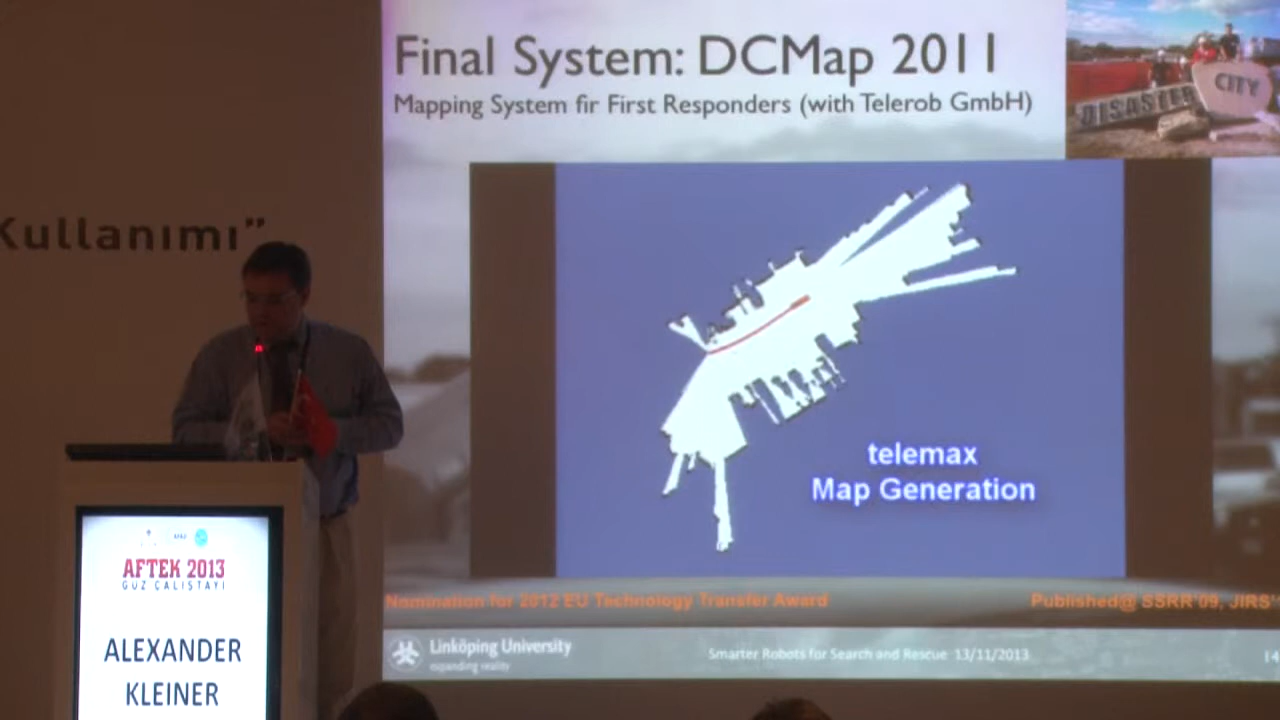 Final System: DCMap 2011
Mapping System fir First Responders (with Telerob GmbH)
DISASTER CITY
Kullanımı”
telemax
Map Generation
Nomination for 2012 EU Technology Transfer Award
Published@ SSRR'09, JIRS'
Linköping University
expanding reality
Smarter Robots for Search and Rescue 13/11/2013
14
AFTEK 2013
GÜZ ÇALIŞTAYI
ALEXANDER
KLEINER